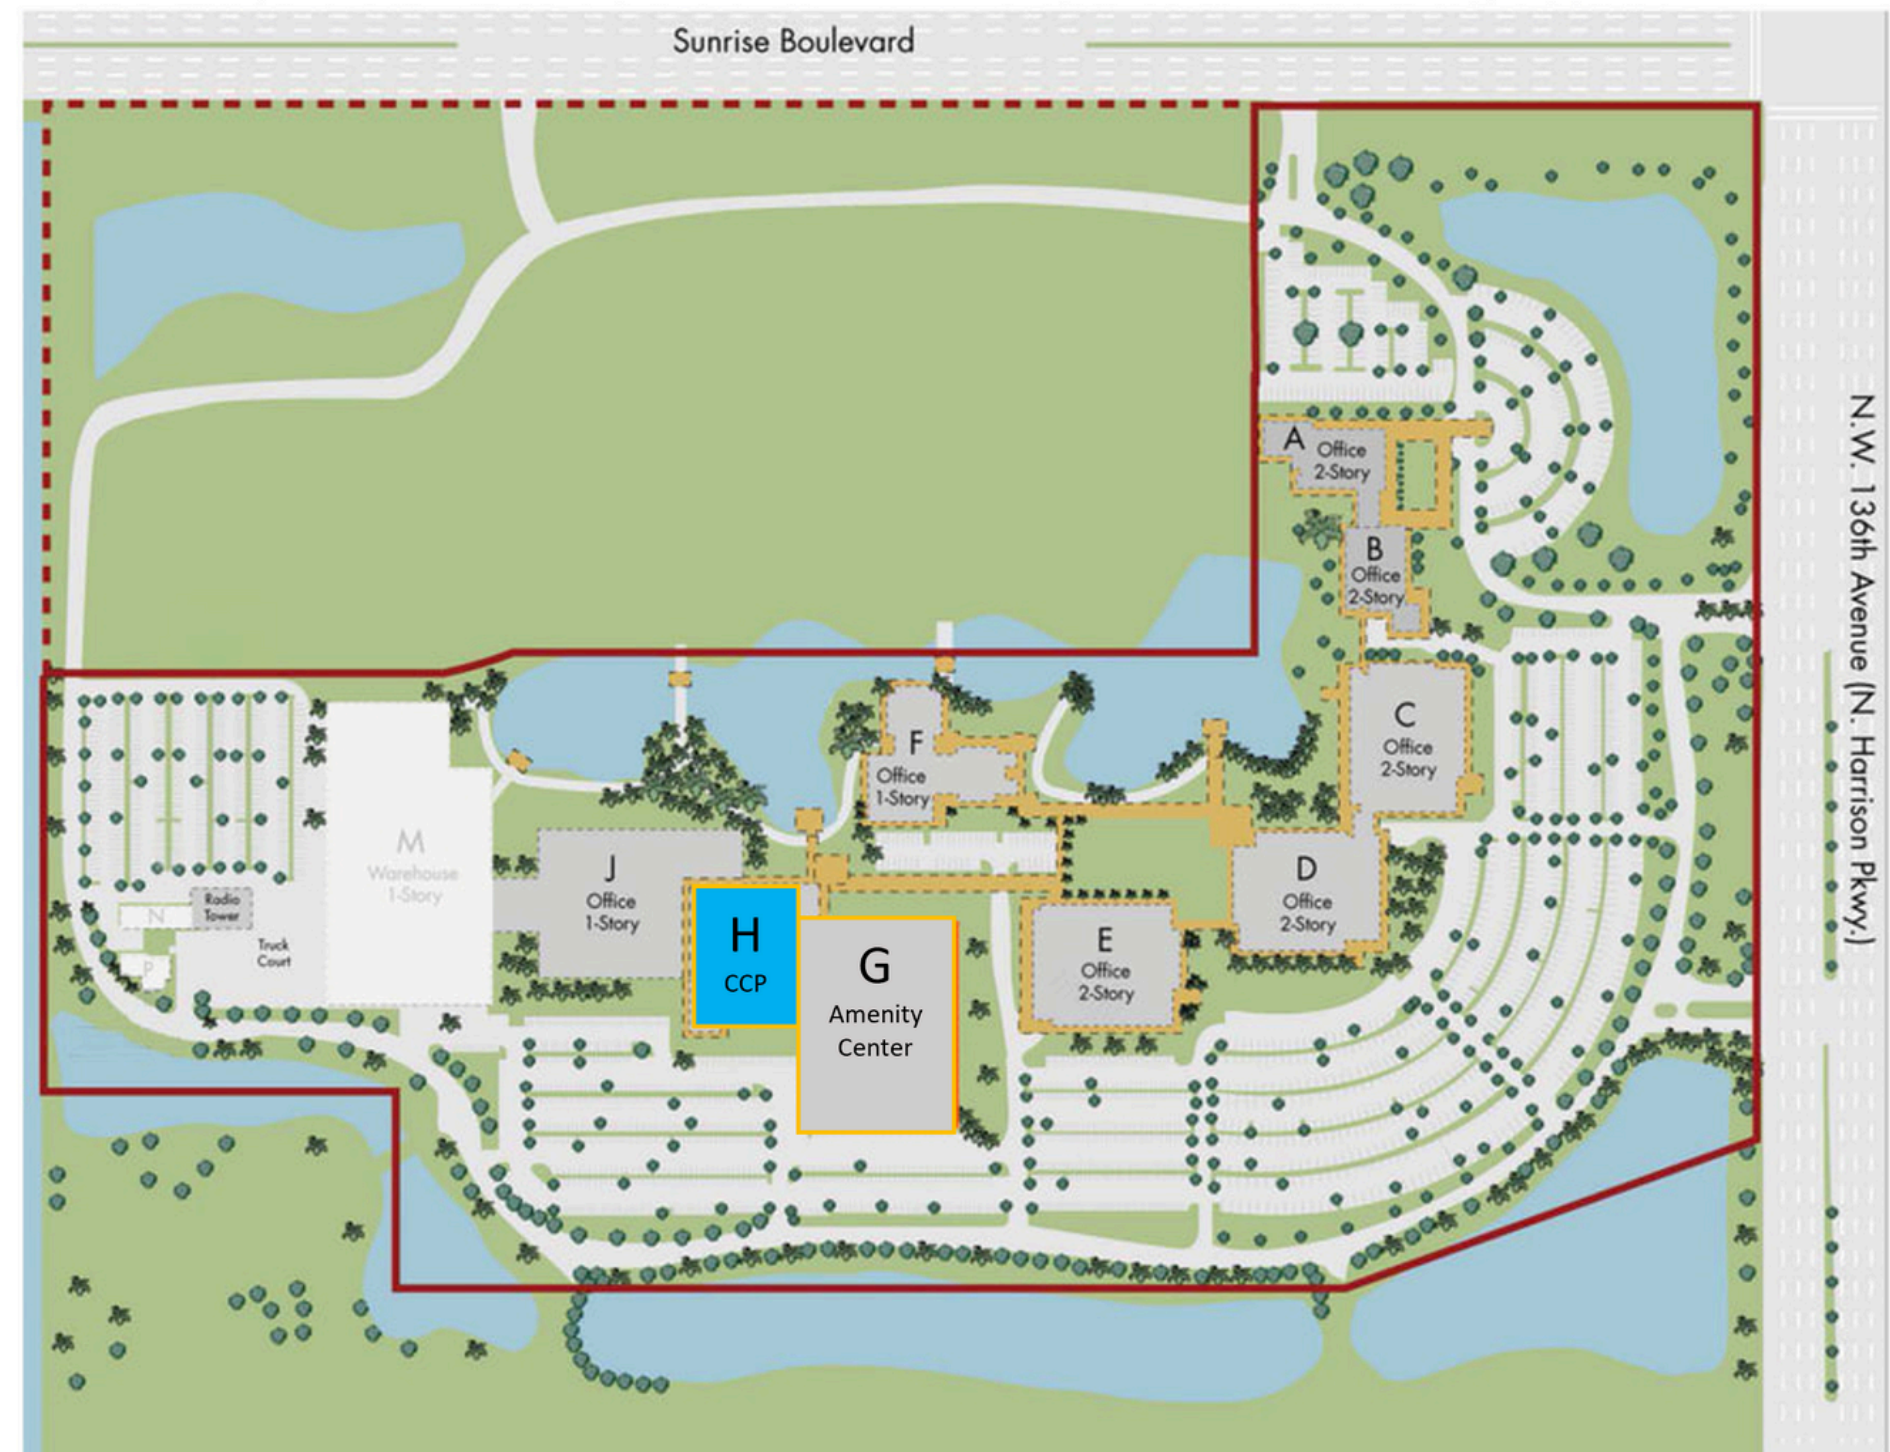 Sunrise Boulevard
N.W. 136th Avenue (N. Harrison Pkwy.)
A
Office
2-Story
B
Office
2-Story
C
Office
2-Story
F
Office
1-Story
M
Warehouse
1-Story
J
Office
1-Story
D
Office
2-Story
Radio
Tower
N
H
CCP
G
Amenity
Center
E
Office
2-Story
Truck
Court
P